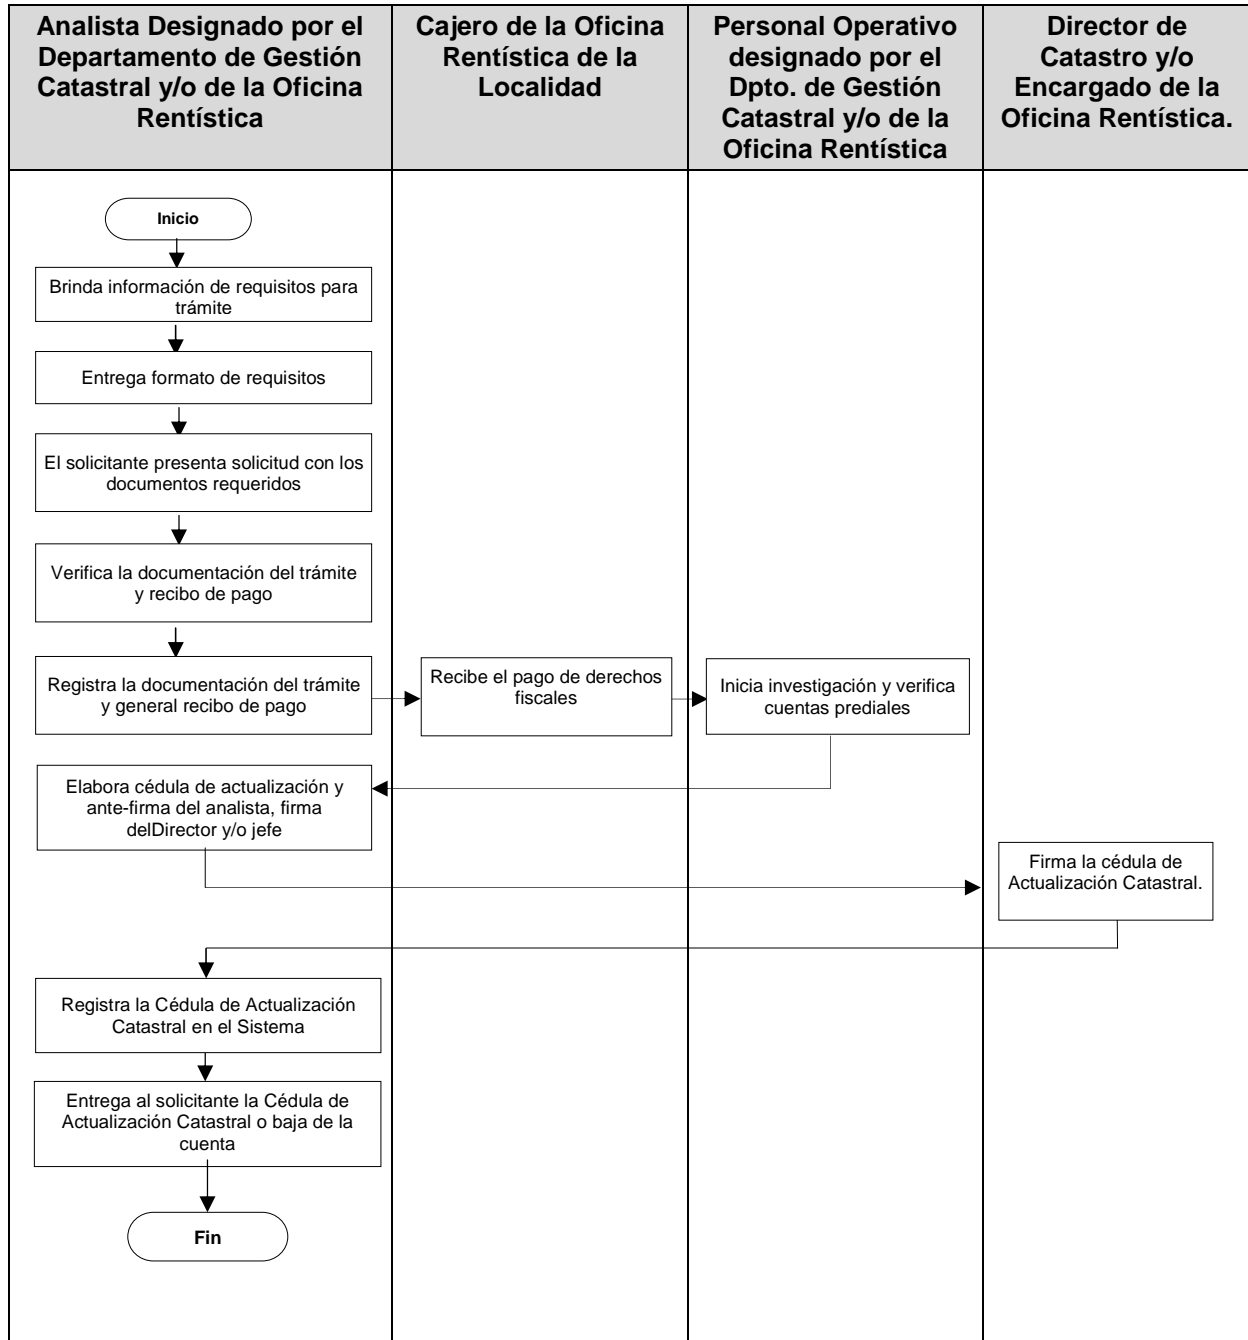 Analista Designado por el
Departamento de Gestión
Catastral y/o de la Oficina
Rentística
Cajero de la Oficina
Rentística de la
Localidad
Personal Operativo
designado por el
Dpto. de Gestión
Catastral y/o de la
Oficina Rentística
Director de
Catastro y/o
Encargado de la
Oficina Rentística.
Inicio
Brinda información de requisitos para
trámite
Entrega formato de requisitos
El solicitante presenta solicitud con los
documentos requeridos
Verifica la documentación del trámite
y recibo de pago
Registra la documentación del trámite
y general recibo de pago
Recibe el pago de derechos
fiscales
Inicia investigación y verifica
cuentas prediales
Elabora cédula de actualización y
ante-firma del analista, firma
delDirector y/o jefe
Firma la cédula de
Actualización Catastral.
Registra la Cédula de Actualización
Catastral en el Sistema
Entrega al solicitante la Cédula de
Actualización Catastral o baja de la
cuenta
Fin